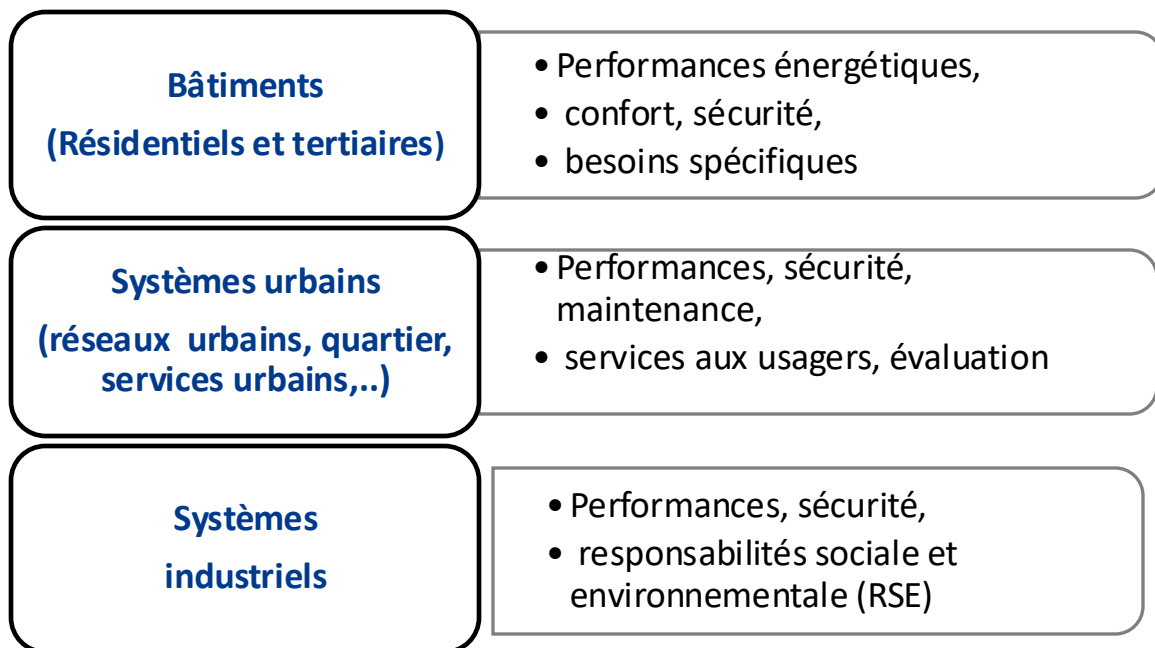 Bâtiments
(Résidentiels et tertiaires)
• Performances énergétiques,
• confort, sécurité,
• besoins spécifiques
Systèmes urbains
(réseaux urbains, quartier,
services urbains,..)
• Performances, sécurité,
maintenance,
• services aux usagers, évaluation
Systèmes
industriels
• Performances, sécurité,
• responsabilités sociale et
environnementale (RSE)